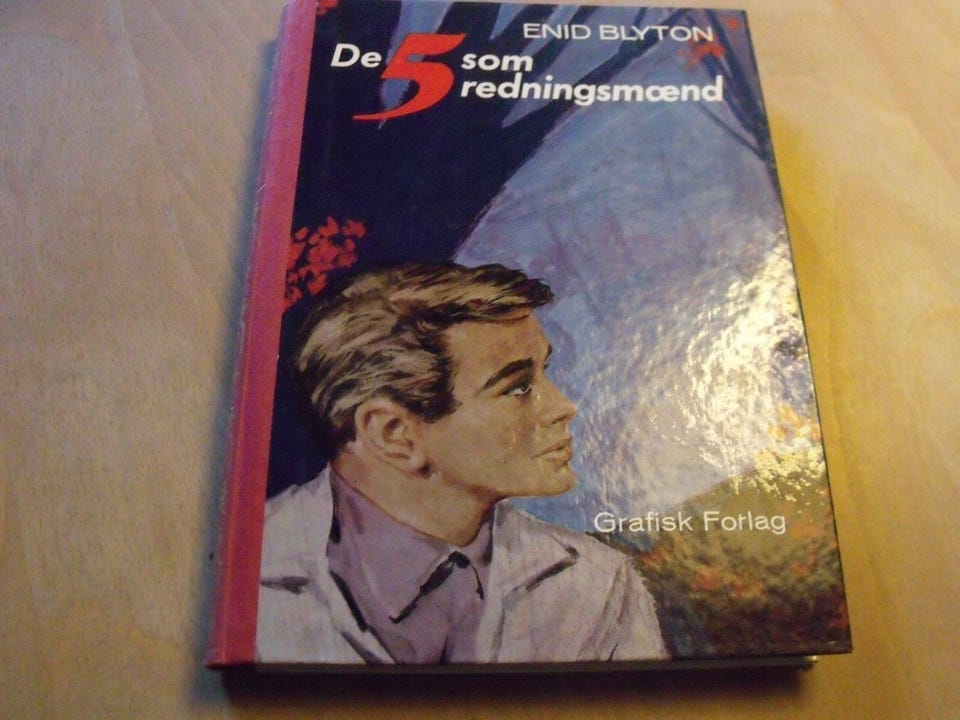 ENID BLYTON
De 5 som
redningsmænd
Grafisk Forlag